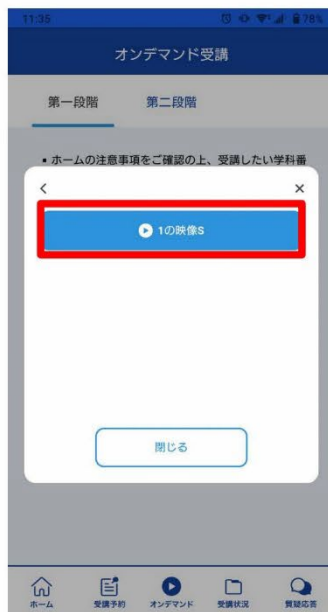 11:35
78%
オンデマンド受講
第一段階 第二段階
• ホームの注意事項をご確認の上、受講したい学科番
1の映像S
閉じる
ホーム 受講予約 オンデマンド 受講状況 質疑応答